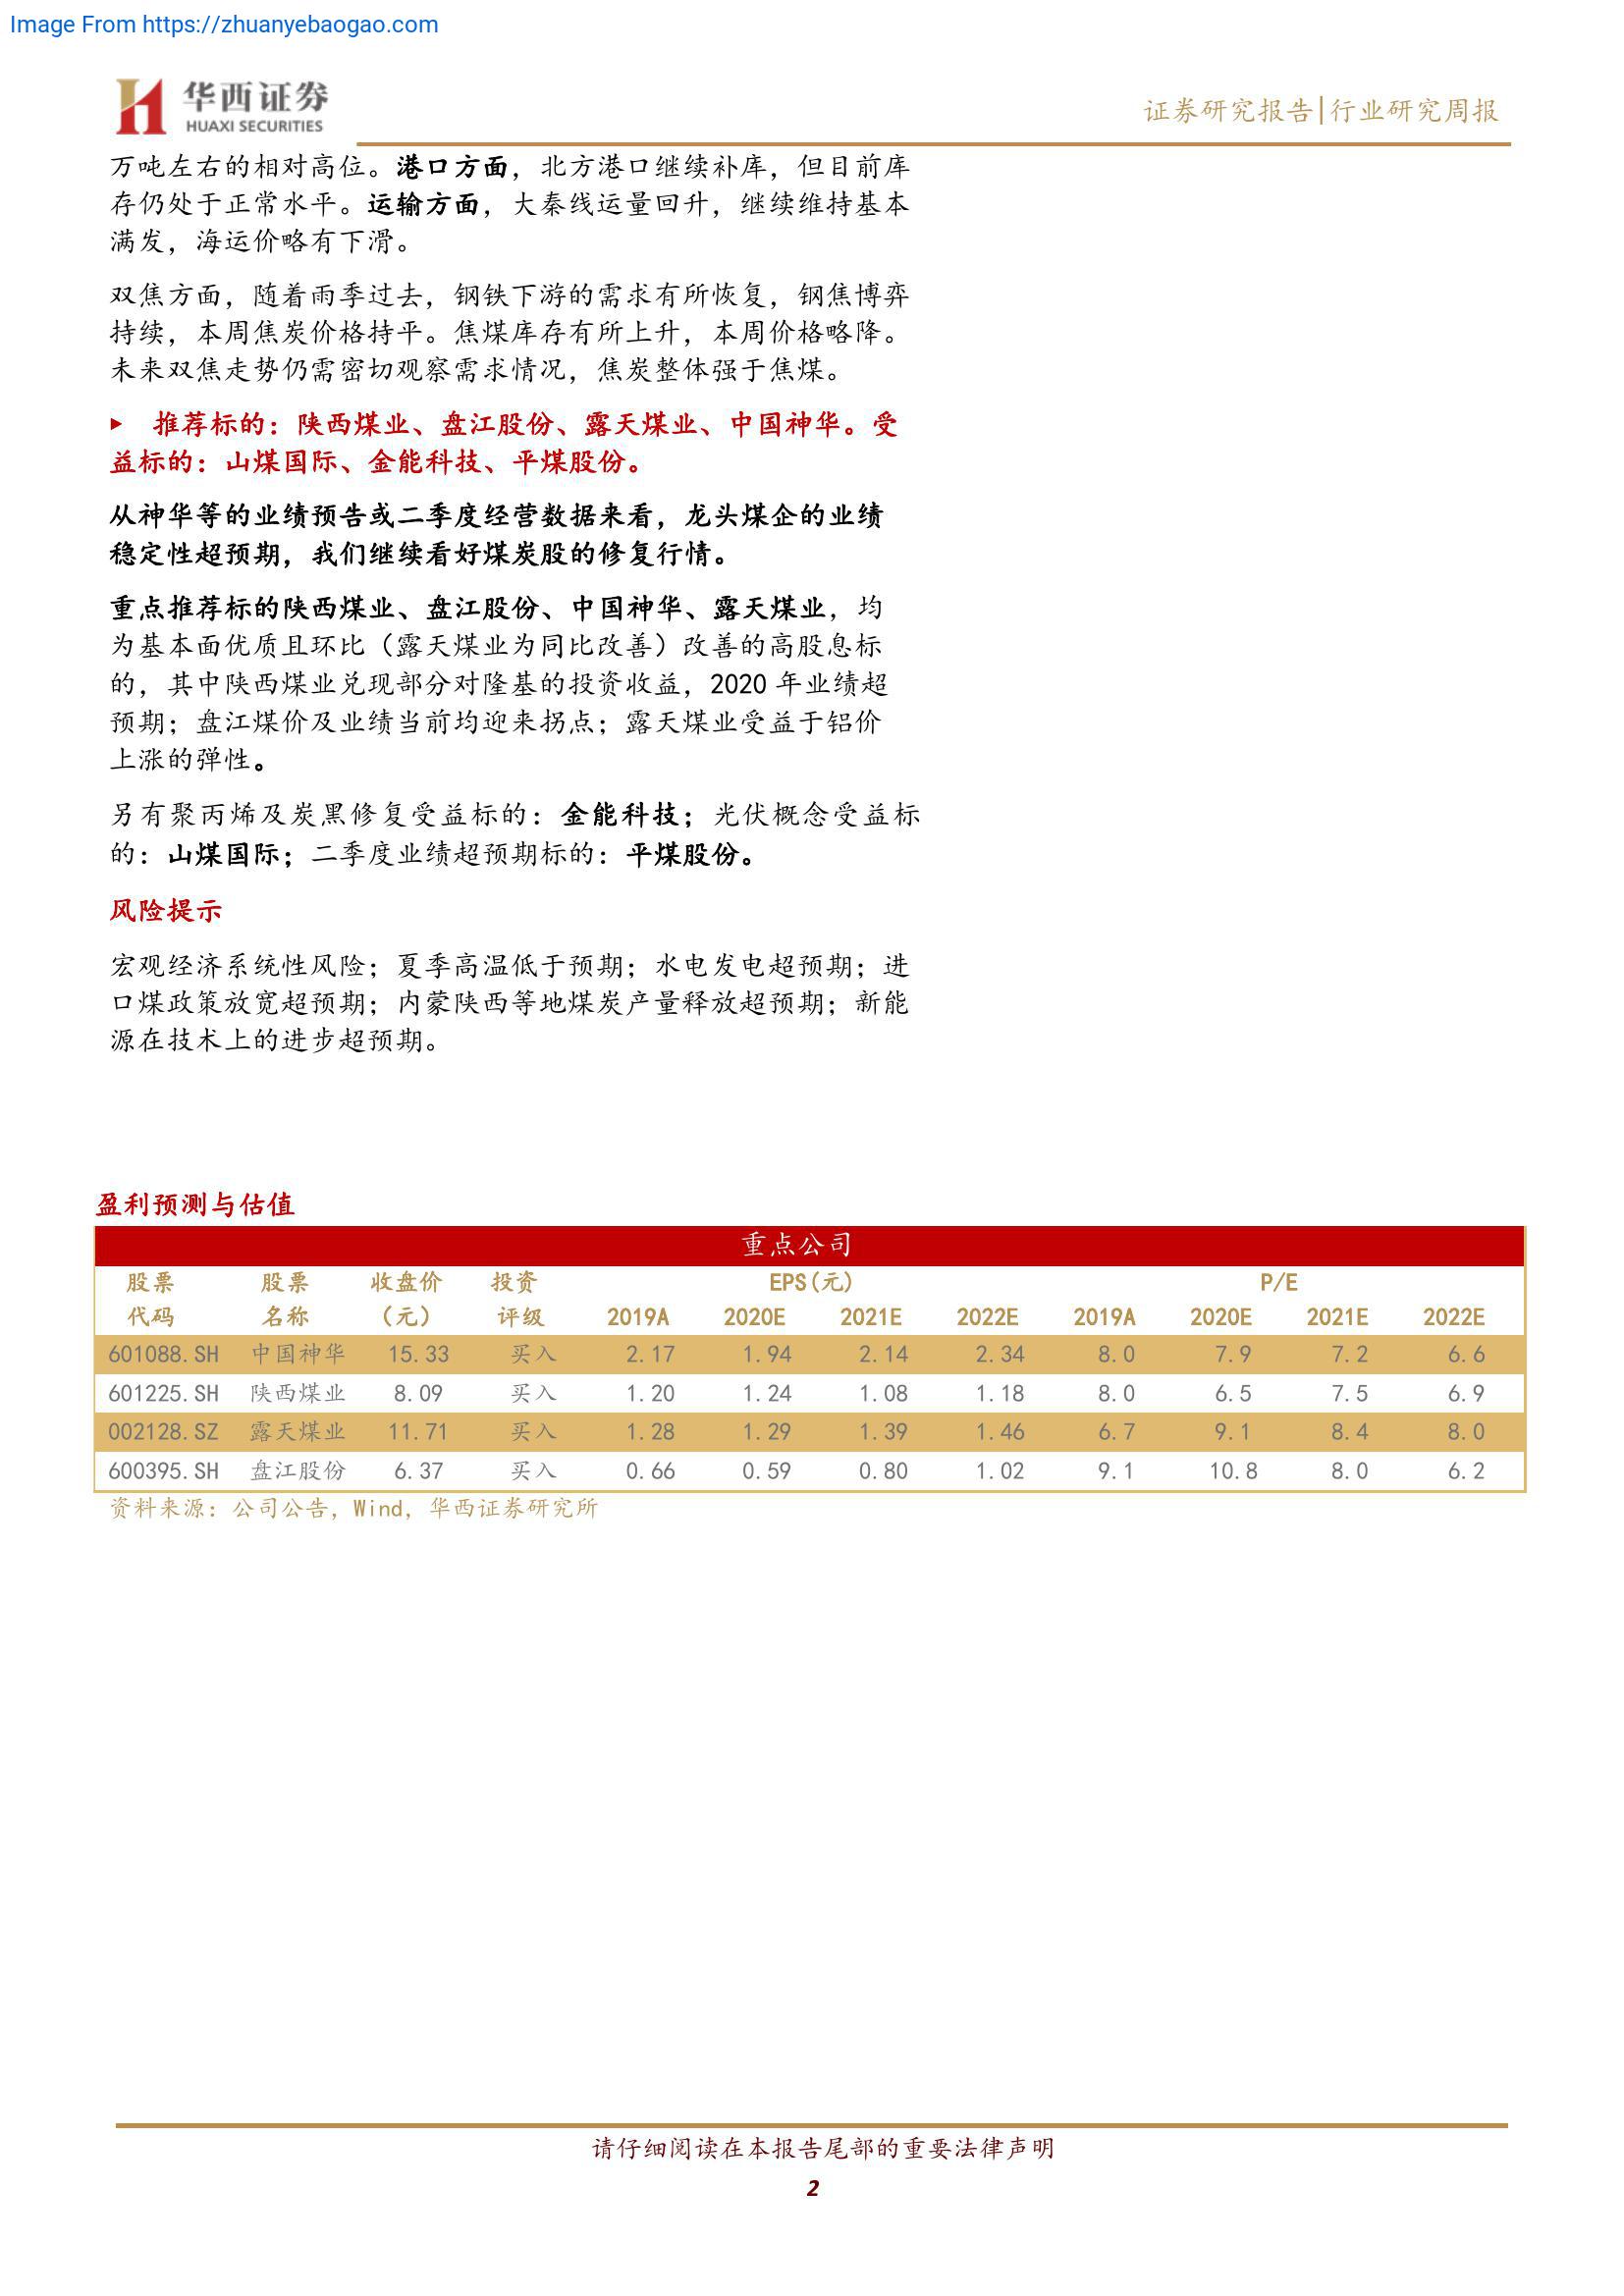 Image From https://zhuanyebaogao.com
华西证券
HUAXI SECURITIES
证券研究报告|行业研究周报
万吨左右的相对高位。港口方面，北方港口继续补库，但目前库
存仍处于正常水平。运输方面，大秦线运量回升，继续维持基本
满发，海运价略有下滑。
双焦方面，随着雨季过去，钢铁下游的需求有所恢复，钢焦博弈
持续，本周焦炭价格持平。焦煤库存有所上升，本周价格略降。
未来双焦走势仍需密切观察需求情况，焦炭整体强于焦煤。
▶ 推荐标的：陕西煤业、盘江股份、露天煤业、中国神华。受
益标的：山煤国际、金能科技、平煤股份。
从神华等的业绩预告或二季度经营数据来看，龙头煤企的业绩
稳定性超预期，我们继续看好煤炭股的修复行情。
重点推荐标的陕西煤业、盘江股份、中国神华、露天煤业，均
为基本面优质且环比（露天煤业为同比改善）改善的高股息标
的，其中陕西煤业兑现部分对隆基的投资收益，2020 年业绩超
预期；盘江煤价及业绩当前均迎来拐点；露天煤业受益于铝价
上涨的弹性。
另有聚丙烯及炭黑修复受益标的：金能科技；光伏概念受益标
的：山煤国际；二季度业绩超预期标的：平煤股份。
风险提示
宏观经济系统性风险；夏季高温低于预期；水电发电超预期；进
口煤政策放宽超预期；内蒙陕西等地煤炭产量释放超预期；新能
源在技术上的进步超预期。
盈利预测与估值
重点公司
股票 股票 收盘价 投资 EPS(元) P/E
代码 名称 （元） 评级 2019A 2020E 2021E 2022E 2019A 2020E 2021E 2022E
601088.SH 中国神华 15.33 买入 2.17 1.94 2.14 2.34 8.0 7.9 7.2 6.6
601225.SH 陕西煤业 8.09 买入 1.20 1.24 1.08 1.18 8.0 6.5 7.5 6.9
002128.SZ 露天煤业 11.71 买入 1.28 1.29 1.39 1.46 6.7 9.1 8.4 8.0
600395.SH 盘江股份 6.37 买入 0.66 0.59 0.80 1.02 9.1 10.8 8.0 6.2
资料来源：公司公告，Wind，华西证券研究所
请仔细阅读在本报告尾部的重要法律声明
2